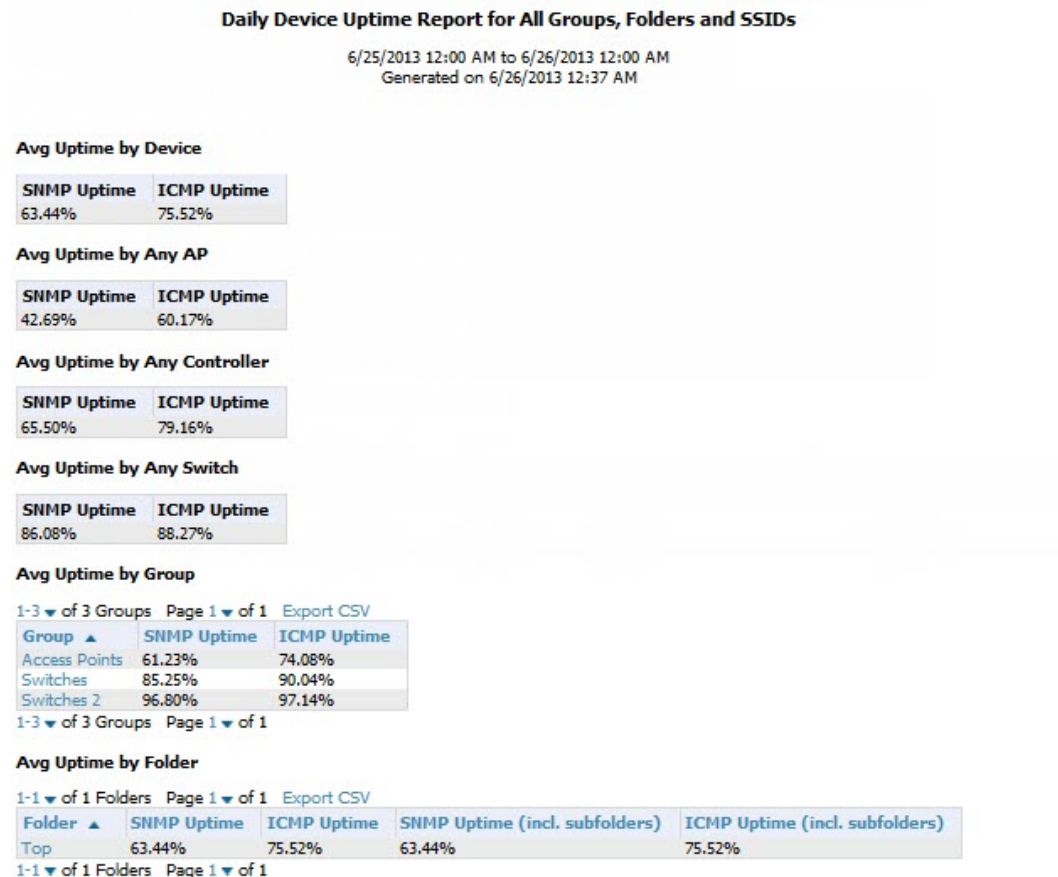 Daily Device Uptime Report for All Groups, Folders and SSIDs
6/25/2013 12:00 AM to 6/26/2013 12:00 AM
Generated on 6/26/2013 12:37 AM
Avg Uptime by Device
SNMP Uptime ICMP Uptime
63.44% 75.52%
Avg Uptime by Any AP
SNMP Uptime ICMP Uptime
42.69% 60.17%
Avg Uptime by Any Controller
SNMP Uptime ICMP Uptime
65.50% 79.16%
Avg Uptime by Any Switch
SNMP Uptime ICMP Uptime
86.08% 88.27%
Avg Uptime by Group
1-3 ▼ of 3 Groups Page 1 ▼ of 1 Export CSV
Group ▲ SNMP Uptime ICMP Uptime
Access Points 61.23% 74.08%
Switches 85.25% 90.04%
Switches 2 96.80% 97.14%
1-3 ▼ of 3 Groups Page 1 ▼ of 1
Avg Uptime by Folder
1-1 ▼ of 1 Folders Page 1 ▼ of 1 Export CSV
Folder ▲ SNMP Uptime ICMP Uptime SNMP Uptime (incl. subfolders) ICMP Uptime (incl. subfolders)
Top 63.44% 75.52% 63.44% 75.52%
1-1 ▼ of 1 Folders Page 1 ▼ of 1